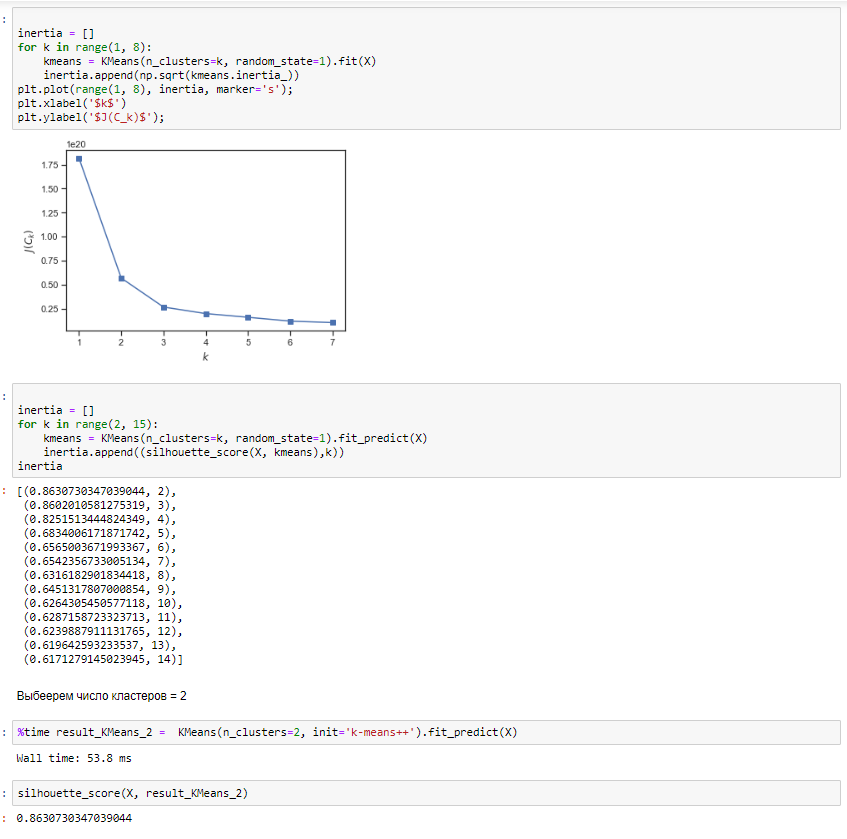 :
inertia = []
for k in range(1, 8):
    kmeans = KMeans(n_clusters=k, random_state=1).fit(X)
    inertia.append(np.sqrt(kmeans.inertia_))
plt.plot(range(1, 8), inertia, marker='s');
plt.xlabel('$k$')
plt.ylabel('$J(C_k)$');
1e20
1.75
1.50
1.25
1.00
0.75
0.50
0.25
J(Ck)
1 2 3 4 5 6 7
k
:
inertia = []
for k in range(2, 15):
    kmeans = KMeans(n_clusters=k, random_state=1).fit_predict(X)
    inertia.append((silhouette_score(X, kmeans),k))
inertia
: [(0.8630730347039044, 2),
(0.8602010581275319, 3),
(0.8251513444824349, 4),
(0.6834006171871742, 5),
(0.6565003671993367, 6),
(0.6542356733005134, 7),
(0.6316182901834418, 8),
(0.6451317807000854, 9),
(0.6264305450577118, 10),
(0.6287158723323713, 11),
(0.6239887911131765, 12),
(0.619642593233537, 13),
(0.6171279145023945, 14)]
Выбеерем число кластеров = 2
: %time result_KMeans_2 =  KMeans(n_clusters=2, init='k-means++').fit_predict(X)
Wall time: 53.8 ms
: silhouette_score(X, result_KMeans_2)
: 0.8630730347039044